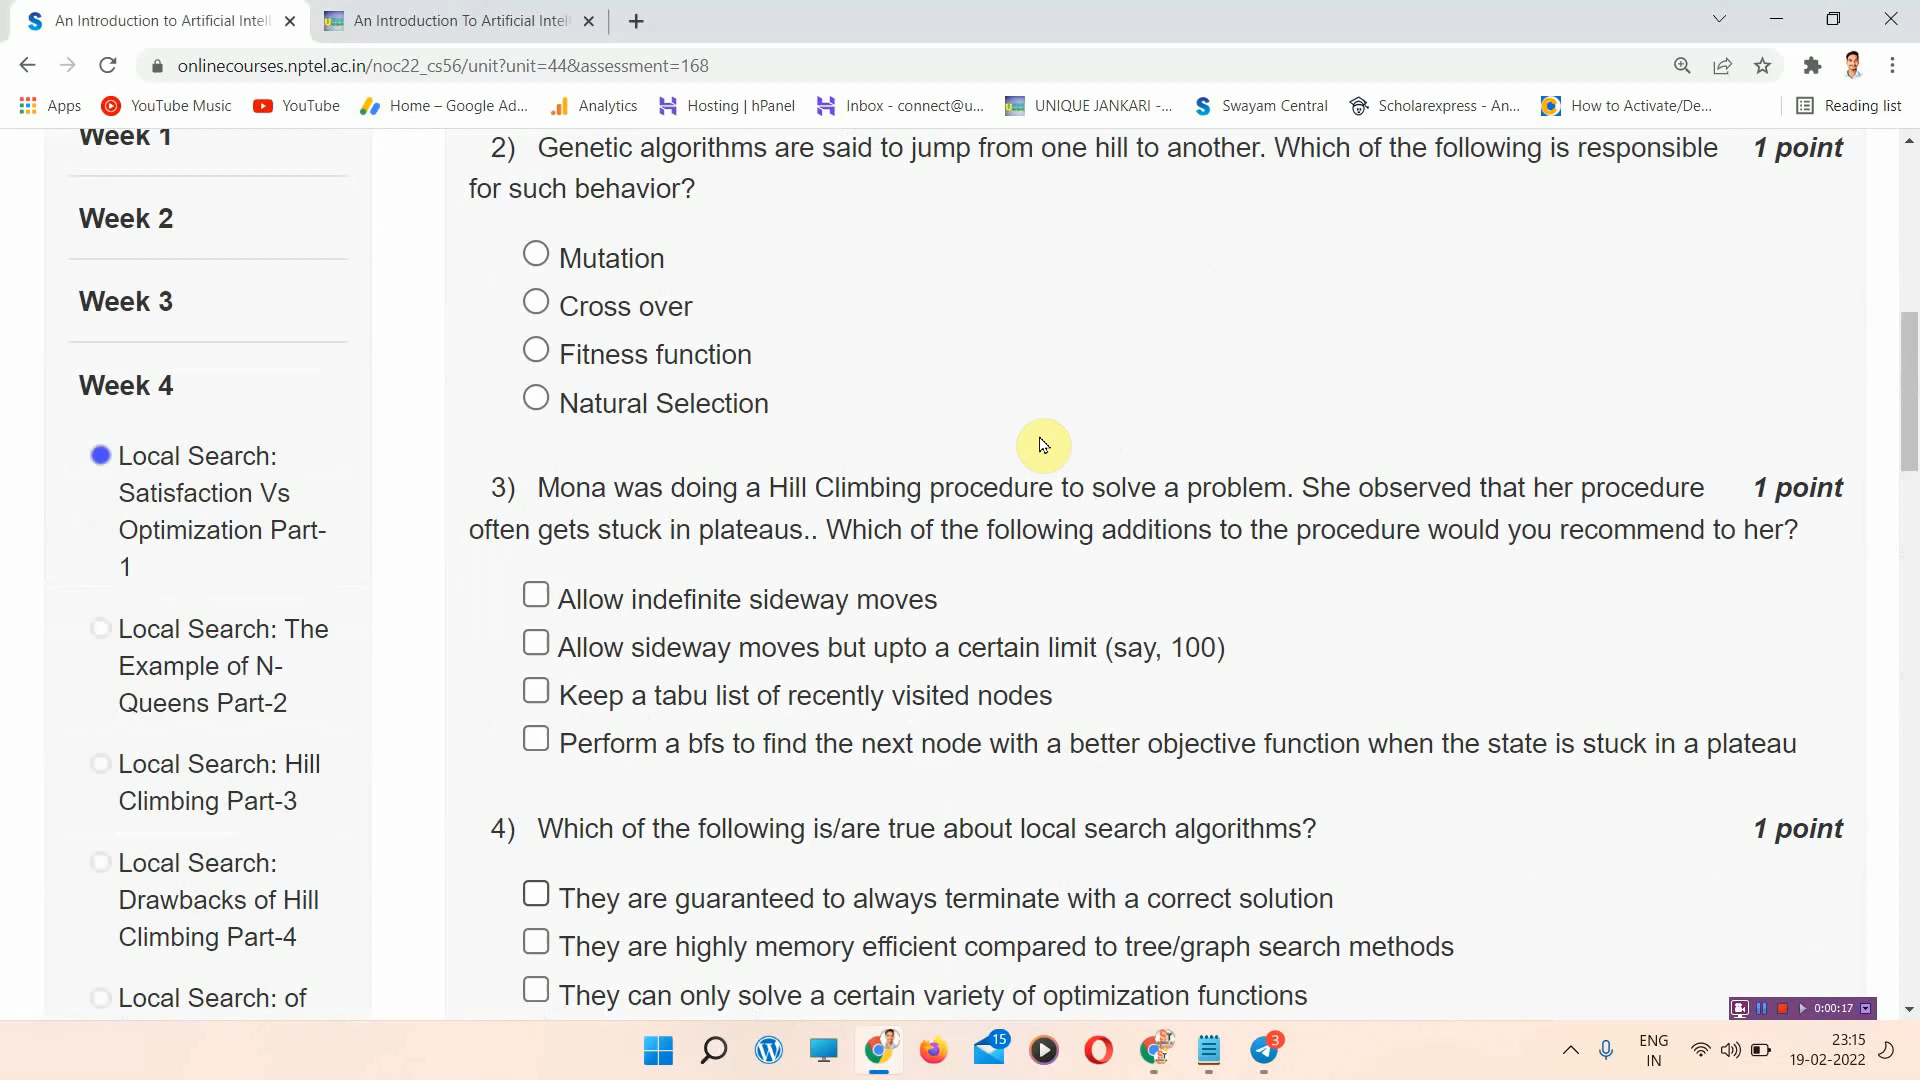 An Introduction to Artificial Intell
An Introduction To Artificial Intel
onlinecourses.nptel.ac.in/noc22_cs56/unit?unit=44&assessment=168
Apps YouTube Music YouTube Home – Google Ad... Analytics Hosting | hPanel Inbox - connect@u... UNIQUE JANKARI -... Swayam Central Scholarexpress - An... How to Activate/De... Reading list
Week 1
Week 2
Week 3
Week 4
Local Search:
Satisfaction Vs
Optimization Part-
1
Local Search: The
Example of N-
Queens Part-2
Local Search: Hill
Climbing Part-3
Local Search:
Drawbacks of Hill
Climbing Part-4
Local Search: of
2) Genetic algorithms are said to jump from one hill to another. Which of the following is responsible 1 point
for such behavior?
Mutation
Cross over
Fitness function
Natural Selection
3) Mona was doing a Hill Climbing procedure to solve a problem. She observed that her procedure 1 point
often gets stuck in plateaus.. Which of the following additions to the procedure would you recommend to her?
Allow indefinite sideway moves
Allow sideway moves but upto a certain limit (say, 100)
Keep a tabu list of recently visited nodes
Perform a bfs to find the next node with a better objective function when the state is stuck in a plateau
4) Which of the following is/are true about local search algorithms? 1 point
They are guaranteed to always terminate with a correct solution
They are highly memory efficient compared to tree/graph search methods
They can only solve a certain variety of optimization functions
0:00:17
15
3
ENG
IN
23:15
19-02-2022